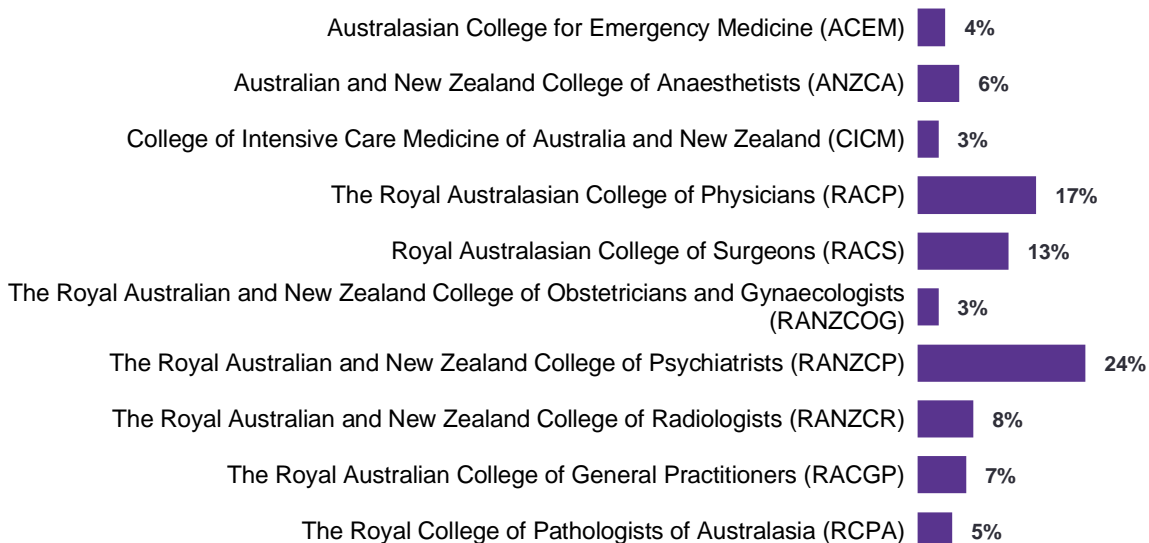 Australasian College for Emergency Medicine (ACEM) 4%
Australian and New Zealand College of Anaesthetists (ANZCA) 6%
College of Intensive Care Medicine of Australia and New Zealand (CICM) 3%
The Royal Australasian College of Physicians (RACP) 17%
Royal Australasian College of Surgeons (RACS) 13%
The Royal Australian and New Zealand College of Obstetricians and Gynaecologists
(RANZCOG) 3%
The Royal Australian and New Zealand College of Psychiatrists (RANZCP) 24%
The Royal Australian and New Zealand College of Radiologists (RANZCR) 8%
The Royal Australian College of General Practitioners (RACGP) 7%
The Royal College of Pathologists of Australasia (RCPA) 5%